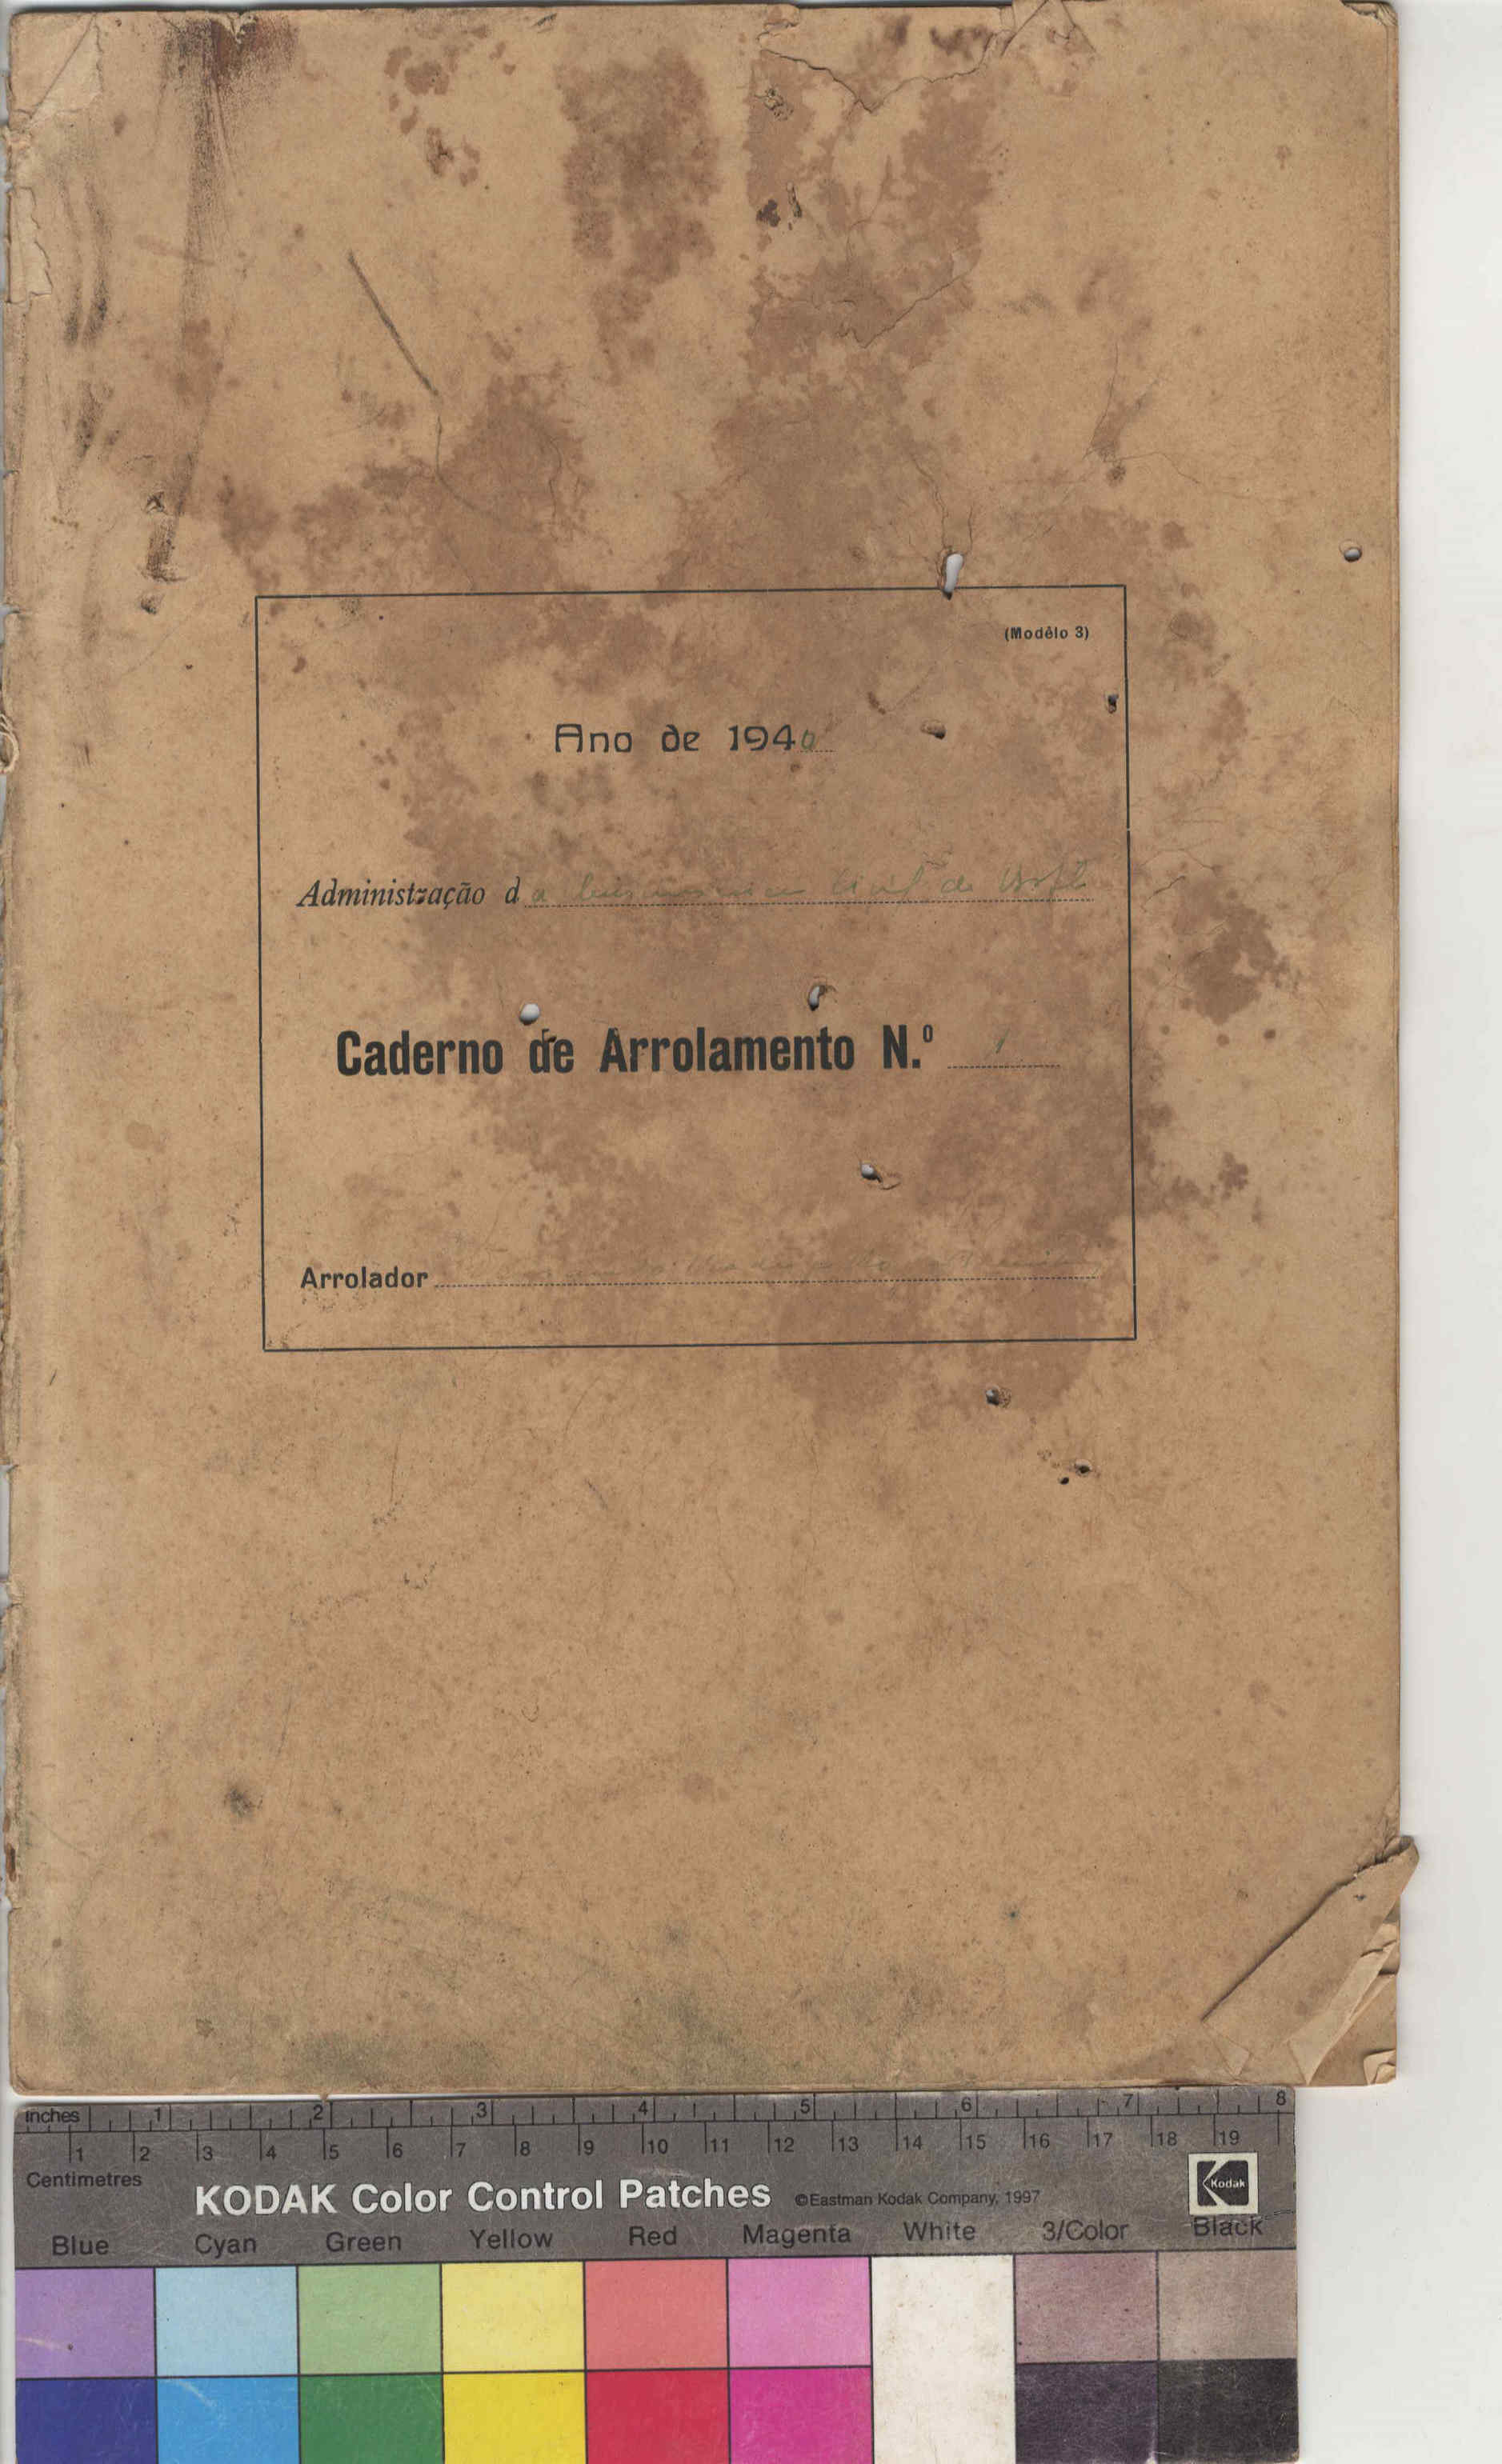 (Modêlo 3)
Ano de 1940
Administração da Civil de
Caderno de Arrolamento N.º 1
Arrolador
inches 1 2 3 4 5 6 7 8
1 2 3 4 5 6 7 8 9 10 11 12 13 14 15 16 17 18 19
Centimetres
KODAK Color Control Patches ©Eastman Kodak Company, 1997 Kodak
Blue Cyan Green Yellow Red Magenta White 3/Color Black